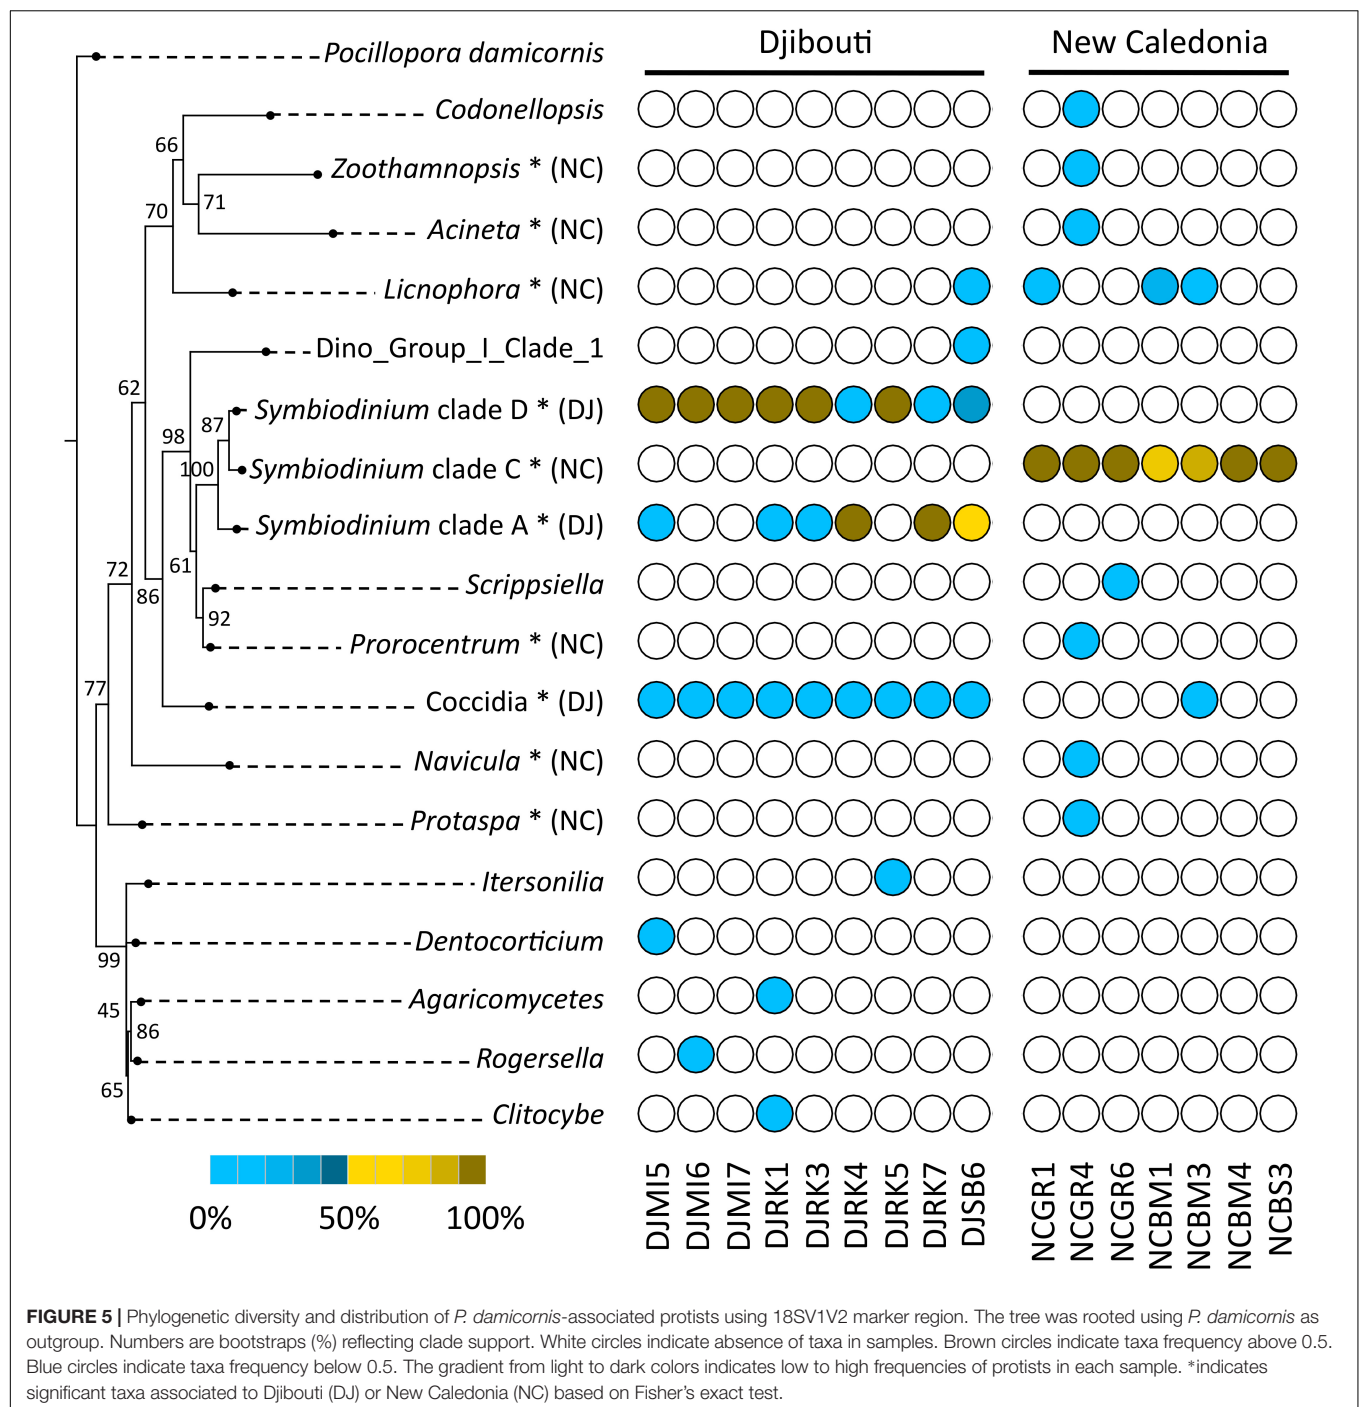 Djibouti
New Caledonia
Pocillopora damicornis
Codonellopsis
66
Zoothamnopsis * (NC)
71
70
Acineta * (NC)
Licnophora * (NC)
Dino_Group_I_Clade_1
62
Symbiodinium clade D * (DJ)
87
98
100
Symbiodinium clade C * (NC)
Symbiodinium clade A * (DJ)
61
72
Scrippsiella
86
92
Prorocentrum * (NC)
77
Coccidia * (DJ)
Navicula * (NC)
Protaspa * (NC)
Itersonilia
Dentocorticium
99
Agaricomycetes
45
86
Rogersella
65
Clitocybe
0%
50%
100%
DJMI5
DJMI6
DJMI7
DJRK1
DJRK3
DJRK4
DJRK5
DJRK7
DJSB6
NCGR1
NCGR4
NCGR6
NCBM1
NCBM3
NCBM4
NCBS3
FIGURE 5 | Phylogenetic diversity and distribution of P. damicornis-associated protists using 18SV1V2 marker region. The tree was rooted using P. damicornis as
outgroup. Numbers are bootstraps (%) reflecting clade support. White circles indicate absence of taxa in samples. Brown circles indicate taxa frequency above 0.5.
Blue circles indicate taxa frequency below 0.5. The gradient from light to dark colors indicates low to high frequencies of protists in each sample. *indicates
significant taxa associated to Djibouti (DJ) or New Caledonia (NC) based on Fisher's exact test.